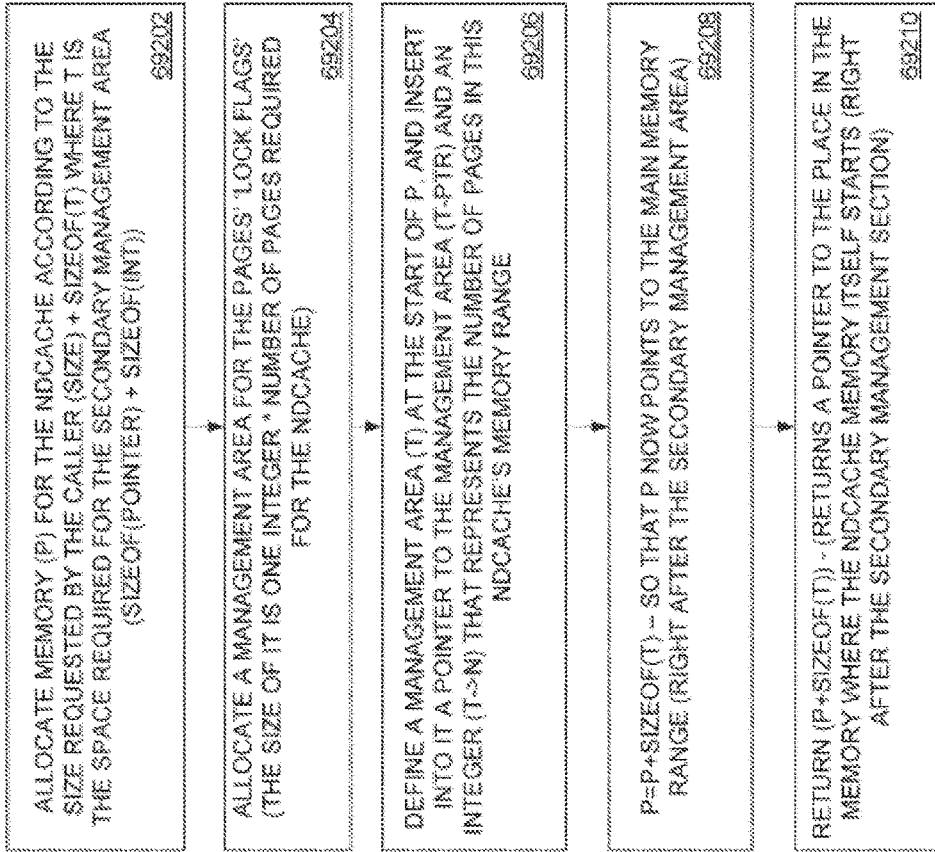 ALLOCATE MEMORY (P) FOR THE NDCACHE ACCORDING TO THE
SIZE REQUESTED BY THE CALLER (SIZE) + SIZEOF(T) WHERE T IS
THE SPACE REQUIRED FOR THE SECONDARY MANAGEMENT AREA
(SIZEOF(POINTER) + SIZEOF(INT))
69202
ALLOCATE A MANAGEMENT AREA FOR THE PAGES' 'LOCK FLAGS'
(THE SIZE OF IT IS ONE INTEGER * NUMBER OF PAGES REQUIRED
FOR THE NDCACHE)
69204
DEFINE A MANAGEMENT AREA (T) AT THE START OF P, AND INSERT
INTO IT A POINTER TO THE MANAGEMENT AREA (T-PTR) AND AN
INTEGER (T->N) THAT REPRESENTS THE NUMBER OF PAGES IN THIS
NDCACHE'S MEMORY RANGE
69206
P=P+SIZEOF(T) – SO THAT P NOW POINTS TO THE MAIN MEMORY
RANGE (RIGHT AFTER THE SECONDARY MANAGEMENT AREA)
69208
RETURN (P+SIZEOF(T)) - (RETURNS A POINTER TO THE PLACE IN THE
MEMORY WHERE THE NDCACHE MEMORY ITSELF STARTS (RIGHT
AFTER THE SECONDARY MANAGEMENT SECTION)
69210